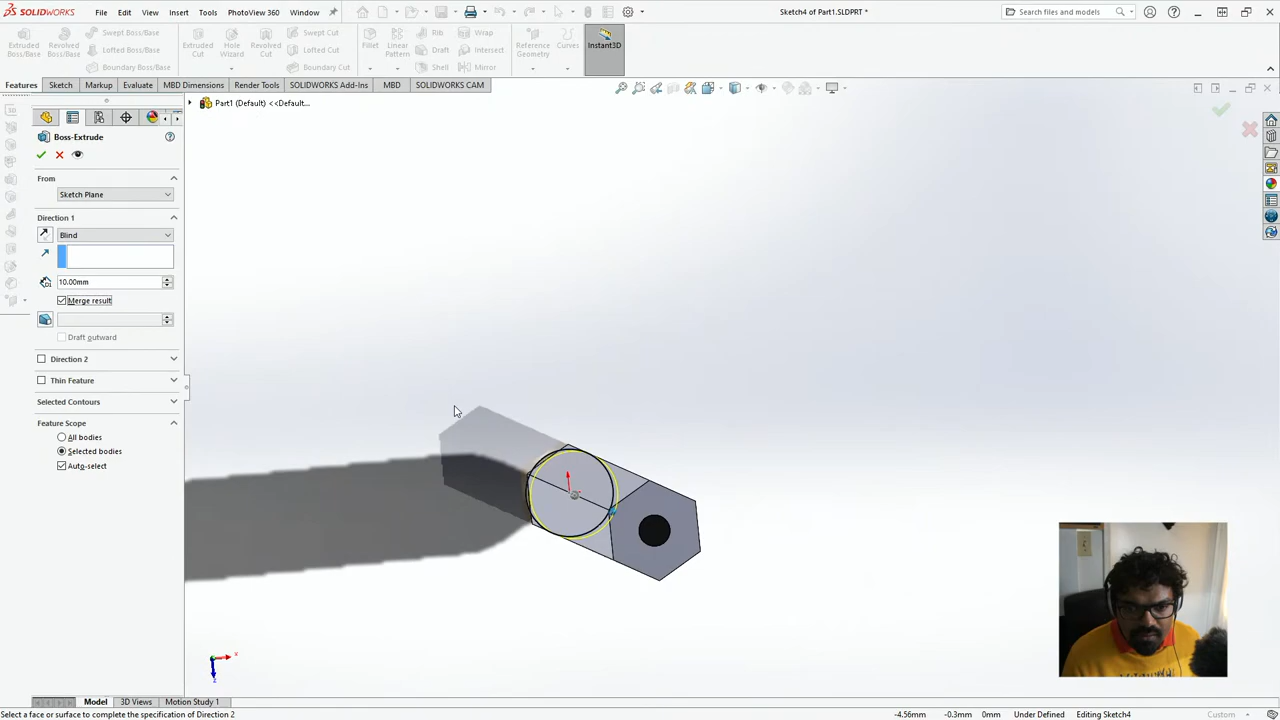 SOLIDWORKS File Edit View Insert Tools PhotoView 360 Window Sketch4 of Part1.SLDPRT * Search files and models
Extruded Boss/Base Revolved Boss/Base Swept Boss/Base Lofted Boss/Base Boundary Boss/Base Extruded Cut Hole Wizard Revolved Cut Swept Cut Lofted Cut Boundary Cut Fillet Linear Pattern Rib Draft Shell Wrap Intersect Mirror Reference Geometry Curves Instant3D
Features Sketch Markup Evaluate MBD Dimensions Render Tools SOLIDWORKS Add-Ins MBD SOLIDWORKS CAM
Part1 (Default) <<Default...
Boss-Extrude
From
Sketch Plane
Direction 1
Blind
10.00mm
Merge result
Draft outward
Direction 2
Thin Feature
Selected Contours
Feature Scope
All bodies
Selected bodies
Auto-select
Model 3D Views Motion Study 1
Select a face or surface to complete the specification of Direction 2 -4.56mm -0.3mm 0mm Under Defined Editing Sketch4 Custom